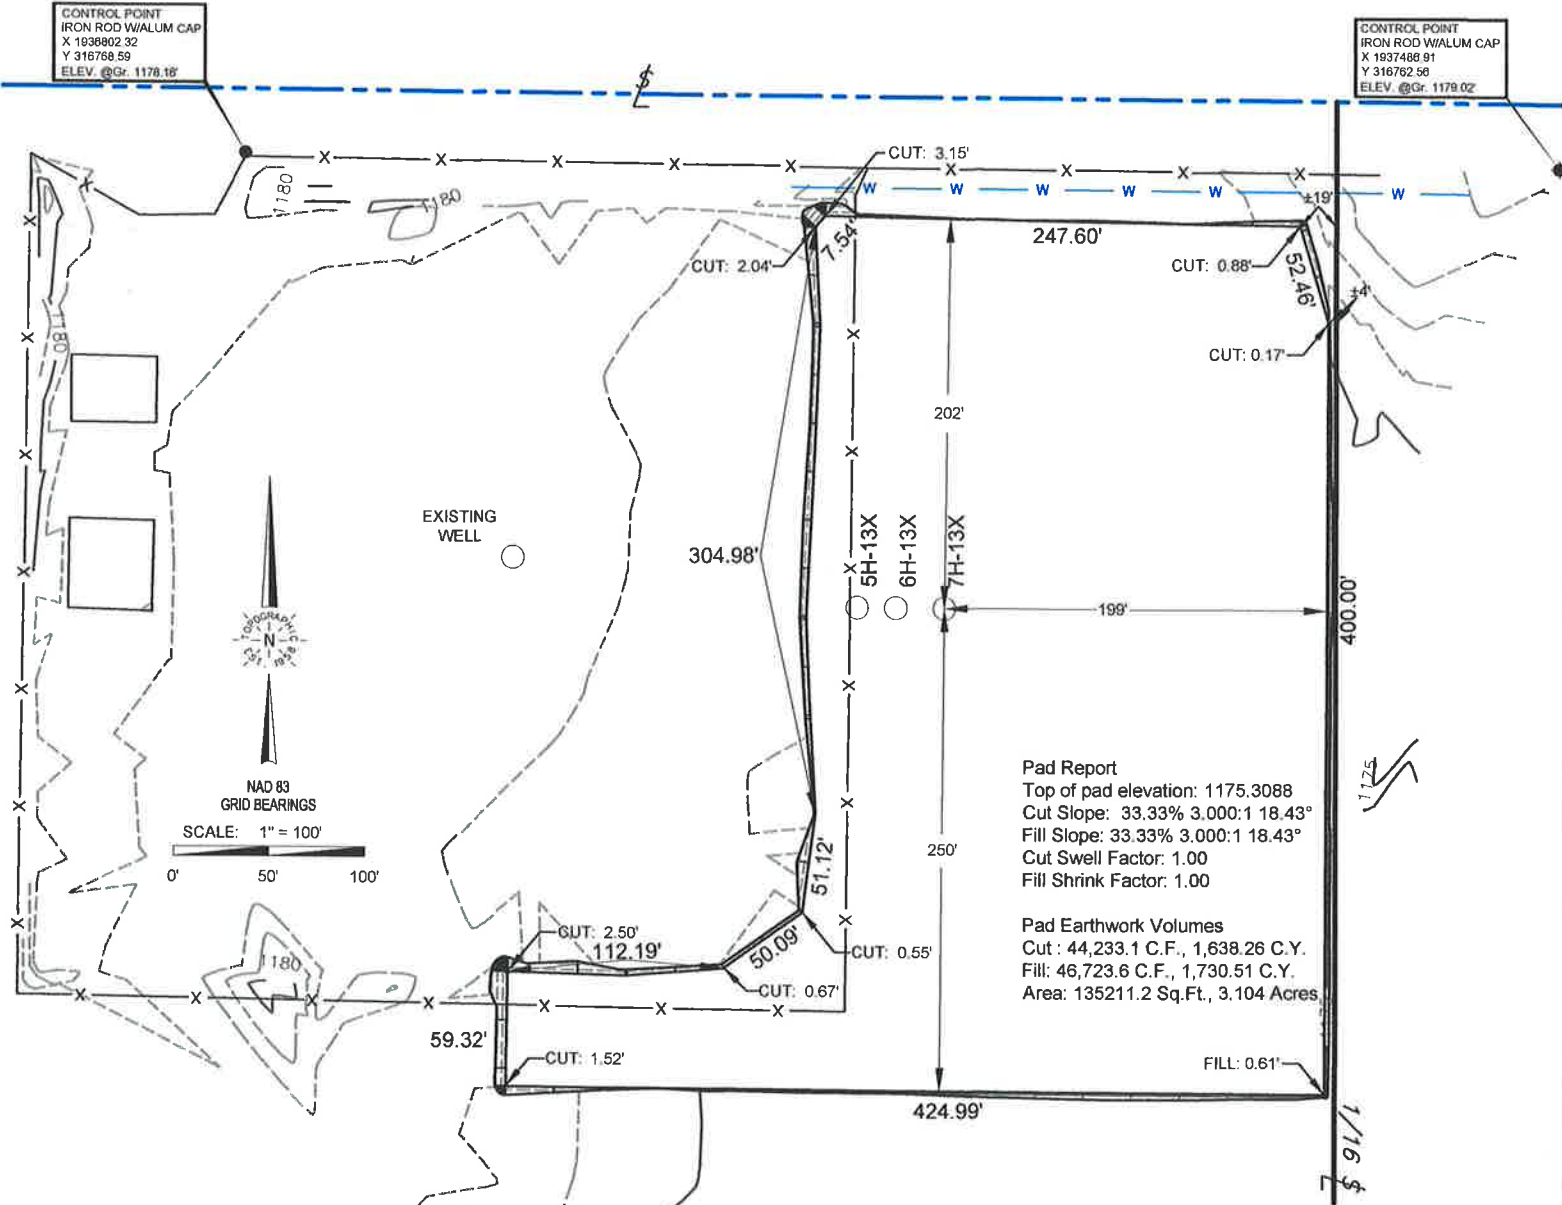 CONTROL POINT
IRON ROD W/ALUM CAP
X 1936802.32
Y 316768.59
ELEV. @Gr. 1178.16'
CONTROL POINT
IRON ROD W/ALUM CAP
X 1937486.91
Y 316762.56
ELEV. @Gr. 1179.02'
X X X X X X X X X
CUT: 3.15'
W W W W W W
1180
1180
±19'
7.54'
247.60'
CUT: 2.04'
CUT: 0.88'
52.46'
±4'
CUT: 0.17'
1180
202'
EXISTING
WELL
304.98'
5H-13X
6H-13X
7H-13X
199'
400.00'
TOPOGRAPHIC
N
EST. 1958
NAD 83
GRID BEARINGS
SCALE: 1" = 100'
0' 50' 100'
Pad Report
Top of pad elevation: 1175.3088
Cut Slope: 33.33% 3.000:1 18.43°
Fill Slope: 33.33% 3.000:1 18.43°
Cut Swell Factor: 1.00
Fill Shrink Factor: 1.00
Pad Earthwork Volumes
Cut : 44,233.1 C.F., 1,638.26 C.Y.
Fill: 46,723.6 C.F., 1,730.51 C.Y.
Area: 135211.2 Sq.Ft., 3.104 Acres
1175
250'
51.12'
50.09'
CUT: 0.55'
CUT: 2.50'
112.19'
CUT: 0.67'
1180
59.32'
CUT: 1.52'
FILL: 0.61'
424.99'
1/16